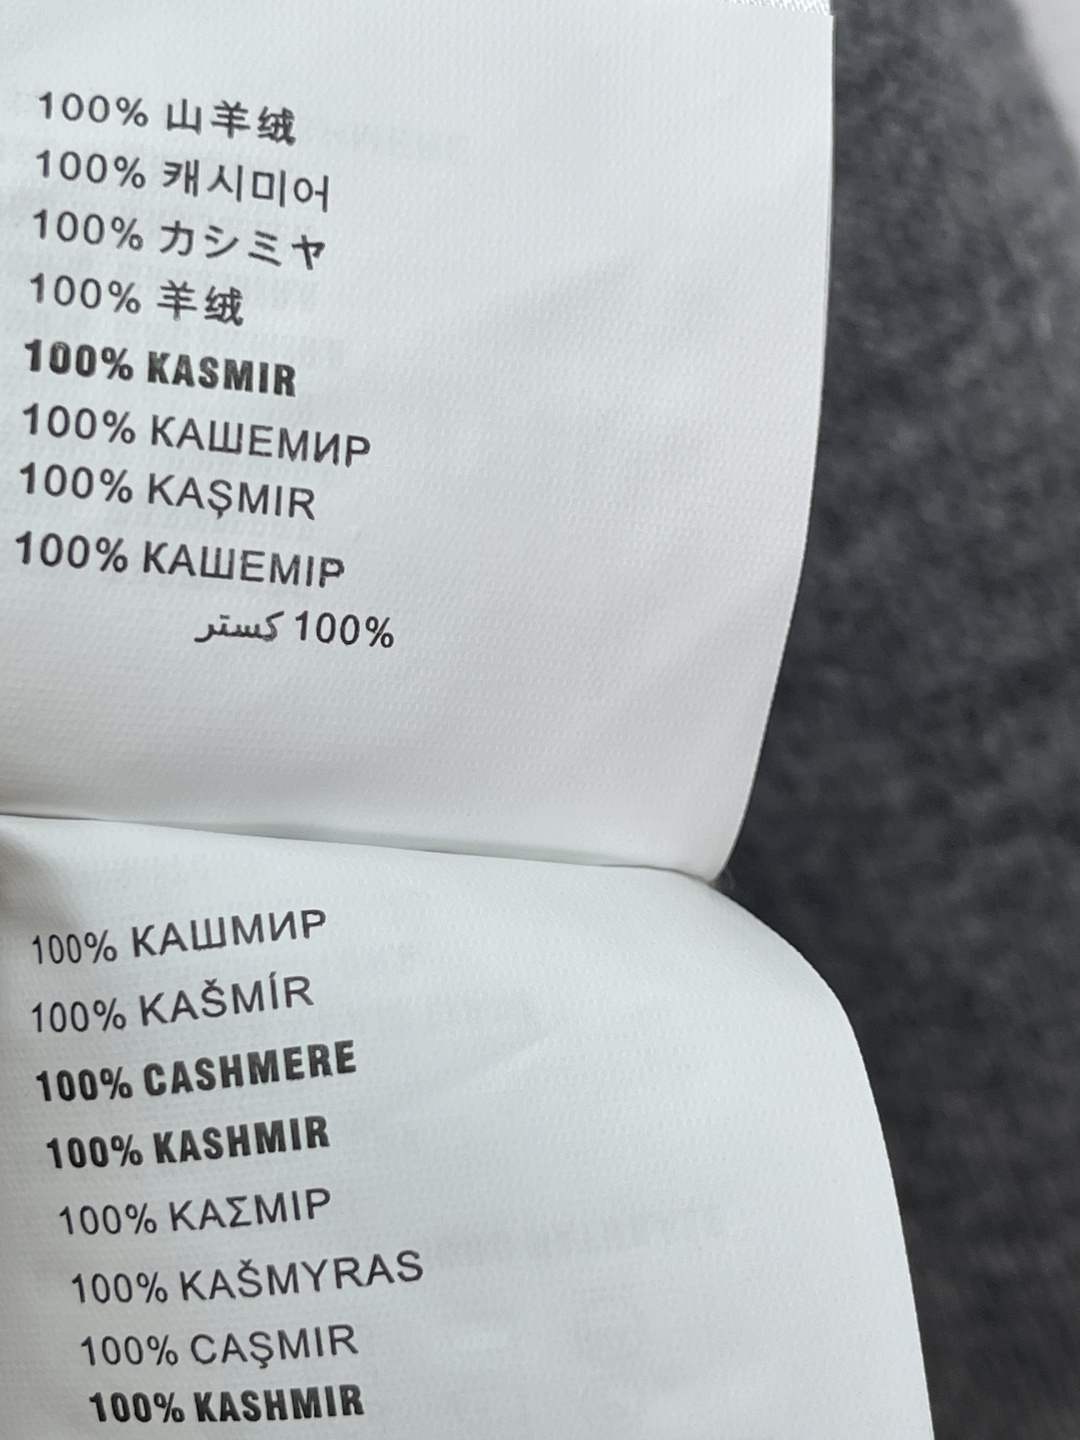 100% 山羊绒
100% 캐시미어
100% カシミヤ
100% 羊绒
100% KASMIR
100% КАШЕМИР
100% KAŞMIR
100% КАШЕМІР
100% كستر
100% КАШМИР
100% KAŠMÍR
100% CASHMERE
100% KASHMIR
100% ΚΑΣΜΙΡ
100% KAŠMYRAS
100% CAŞMIR
100% KASHMIR